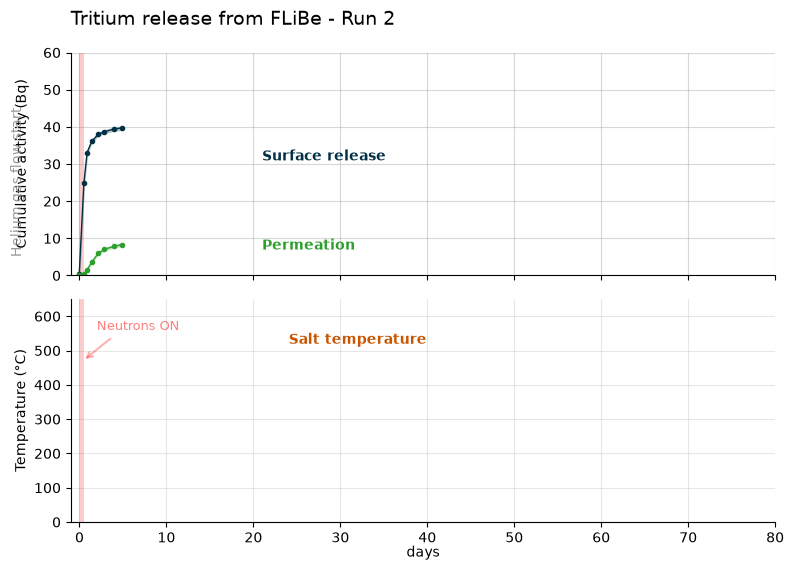 Tritium release from FLiBe - Run 2
60
50
40
30
20
10
0
Cumulative activity (Bq)
Surface release
Permeation
600
500
400
300
200
100
0
Temperature (°C)
Neutrons ON
Salt temperature
0 10 20 30 40 50 60 70 80
days